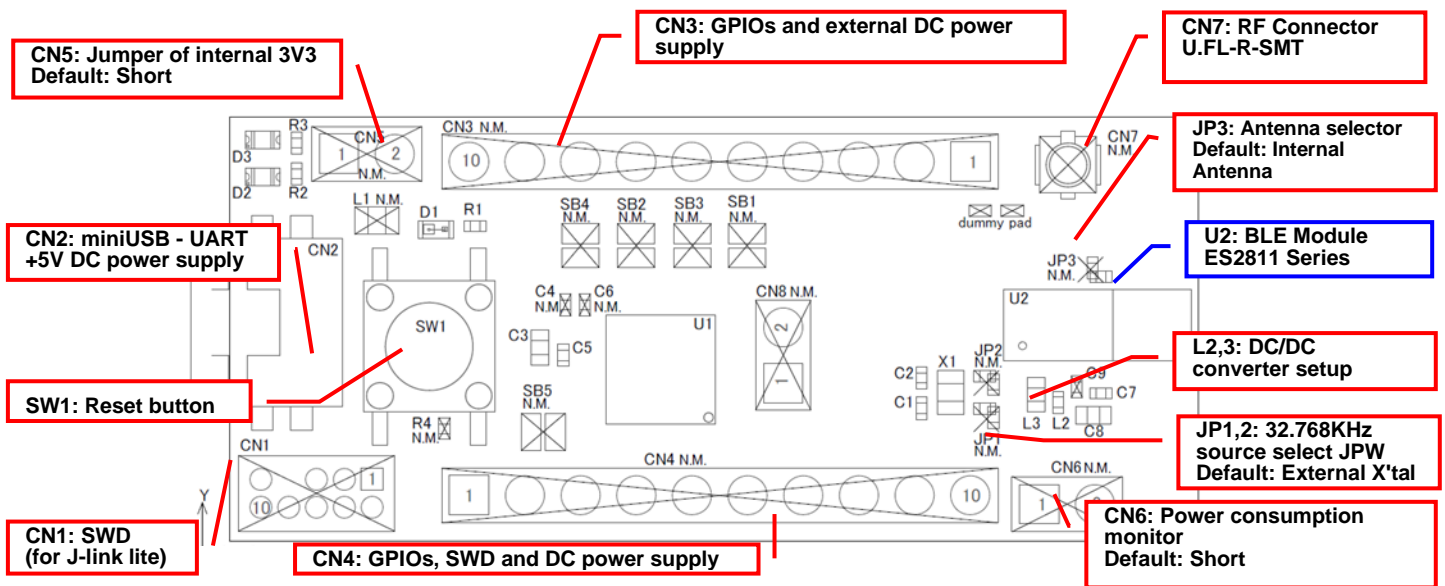 CN5: Jumper of internal 3V3
Default: Short
CN3: GPIOs and external DC power
supply
CN7: RF Connector
U.FL-R-SMT
JP3: Antenna selector
Default: Internal
Antenna
U2: BLE Module
ES2811 Series
CN2: miniUSB - UART
+5V DC power supply
L2,3: DC/DC
converter setup
SW1: Reset button
JP1,2: 32.768KHz
source select JPW
Default: External X'tal
CN1: SWD
(for J-link lite)
CN4: GPIOs, SWD and DC power supply
CN6: Power consumption
monitor
Default: Short
R3
D3
D2
R2
CN5
1
2
N.M.
CN3 N.M.
10
1
CN7
N.M.
L1 N.M.
D1
R1
SB4
N.M.
SB2
N.M.
SB3
N.M.
SB1
N.M.
dummy pad
CN2
JP3
N.M.
SW1
C4
N.M.
C6
N.M.
C3
C5
U1
CN8 N.M.
2
1
U2
C2
C1
X1
JP2
N.M.
JP1
N.M.
L3
L2
C9
C7
C8
SB5
N.M.
R4
N.M.
CN1
1
10
CN4 N.M.
1
10
CN6 N.M.
1
Y